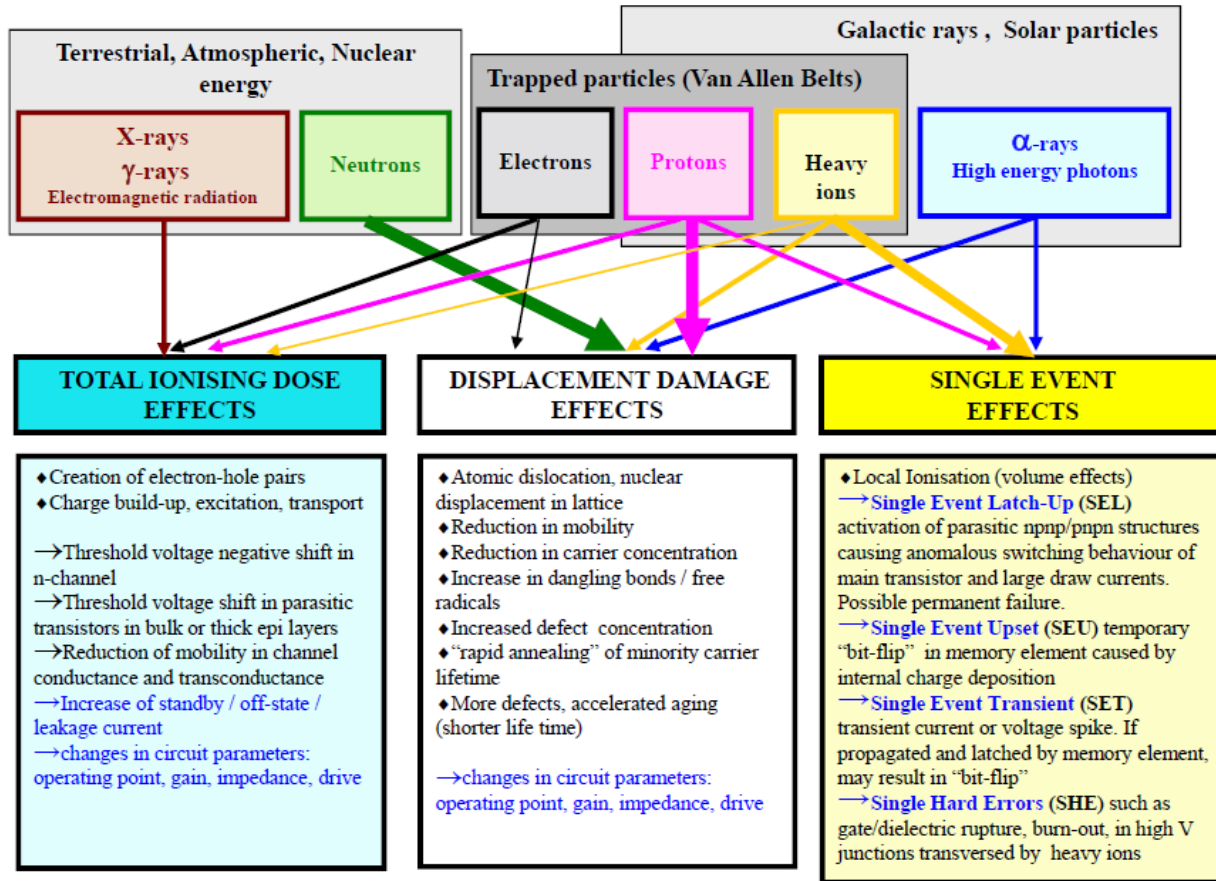 Galactic rays , Solar particles
Terrestrial, Atmospheric, Nuclear
energy
Trapped particles (Van Allen Belts)
X-rays
γ-rays
Electromagnetic radiation
Neutrons
Electrons
Protons
Heavy
ions
α-rays
High energy photons
TOTAL IONISING DOSE
EFFECTS
DISPLACEMENT DAMAGE
EFFECTS
SINGLE EVENT
EFFECTS
♦Creation of electron-hole pairs
♦Charge build-up, excitation, transport
→Threshold voltage negative shift in
n-channel
→Threshold voltage shift in parasitic
transistors in bulk or thick epi layers
→Reduction of mobility in channel
conductance and transconductance
→Increase of standby / off-state /
leakage current
→changes in circuit parameters:
operating point, gain, impedance, drive
♦Atomic dislocation, nuclear
displacement in lattice
♦Reduction in mobility
♦Reduction in carrier concentration
♦Increase in dangling bonds / free
radicals
♦Increased defect concentration
♦“rapid annealing” of minority carrier
lifetime
♦More defects, accelerated aging
(shorter life time)
→changes in circuit parameters:
operating point, gain, impedance, drive
♦Local Ionisation (volume effects)
→Single Event Latch-Up (SEL)
activation of parasitic npnp/pnpn structures
causing anomalous switching behaviour of
main transistor and large draw currents.
Possible permanent failure.
→Single Event Upset (SEU) temporary
“bit-flip” in memory element caused by
internal charge deposition
→Single Event Transient (SET)
transient current or voltage spike. If
propagated and latched by memory element,
may result in “bit-flip”
→Single Hard Errors (SHE) such as
gate/dielectric rupture, burn-out, in high V
junctions transversed by heavy ions